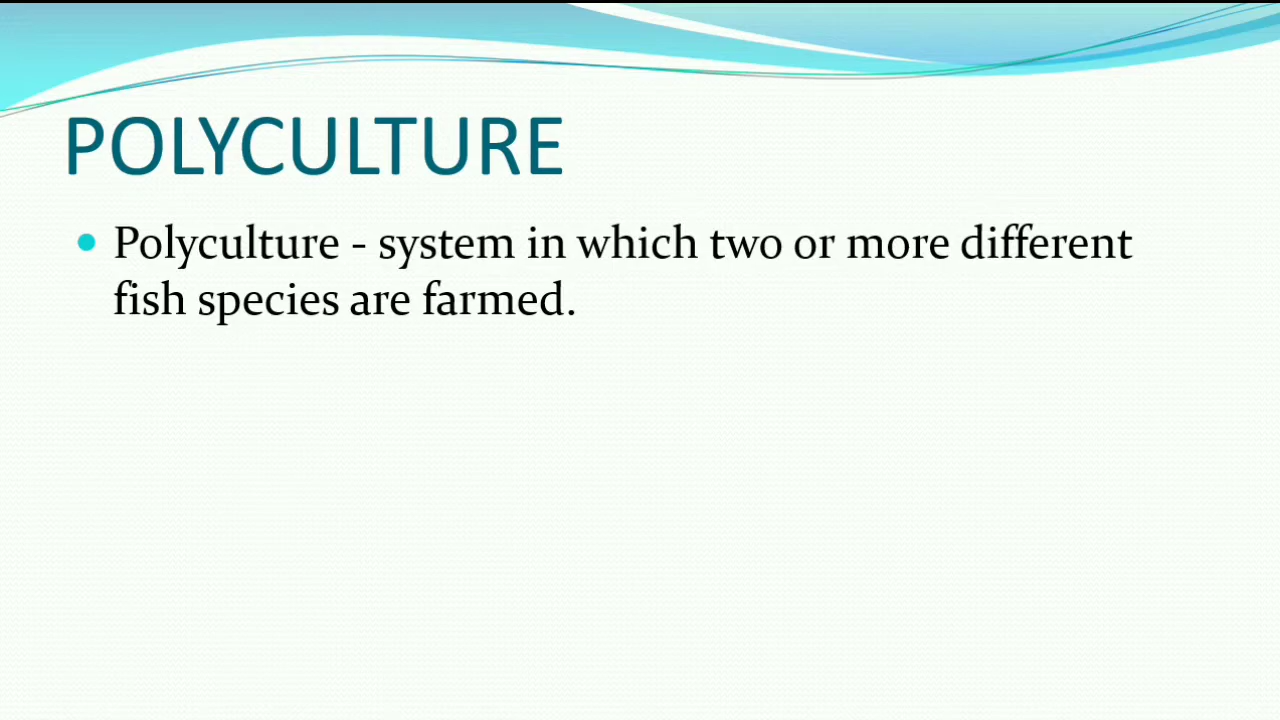 POLYCULTURE
Polyculture - system in which two or more different
fish species are farmed.